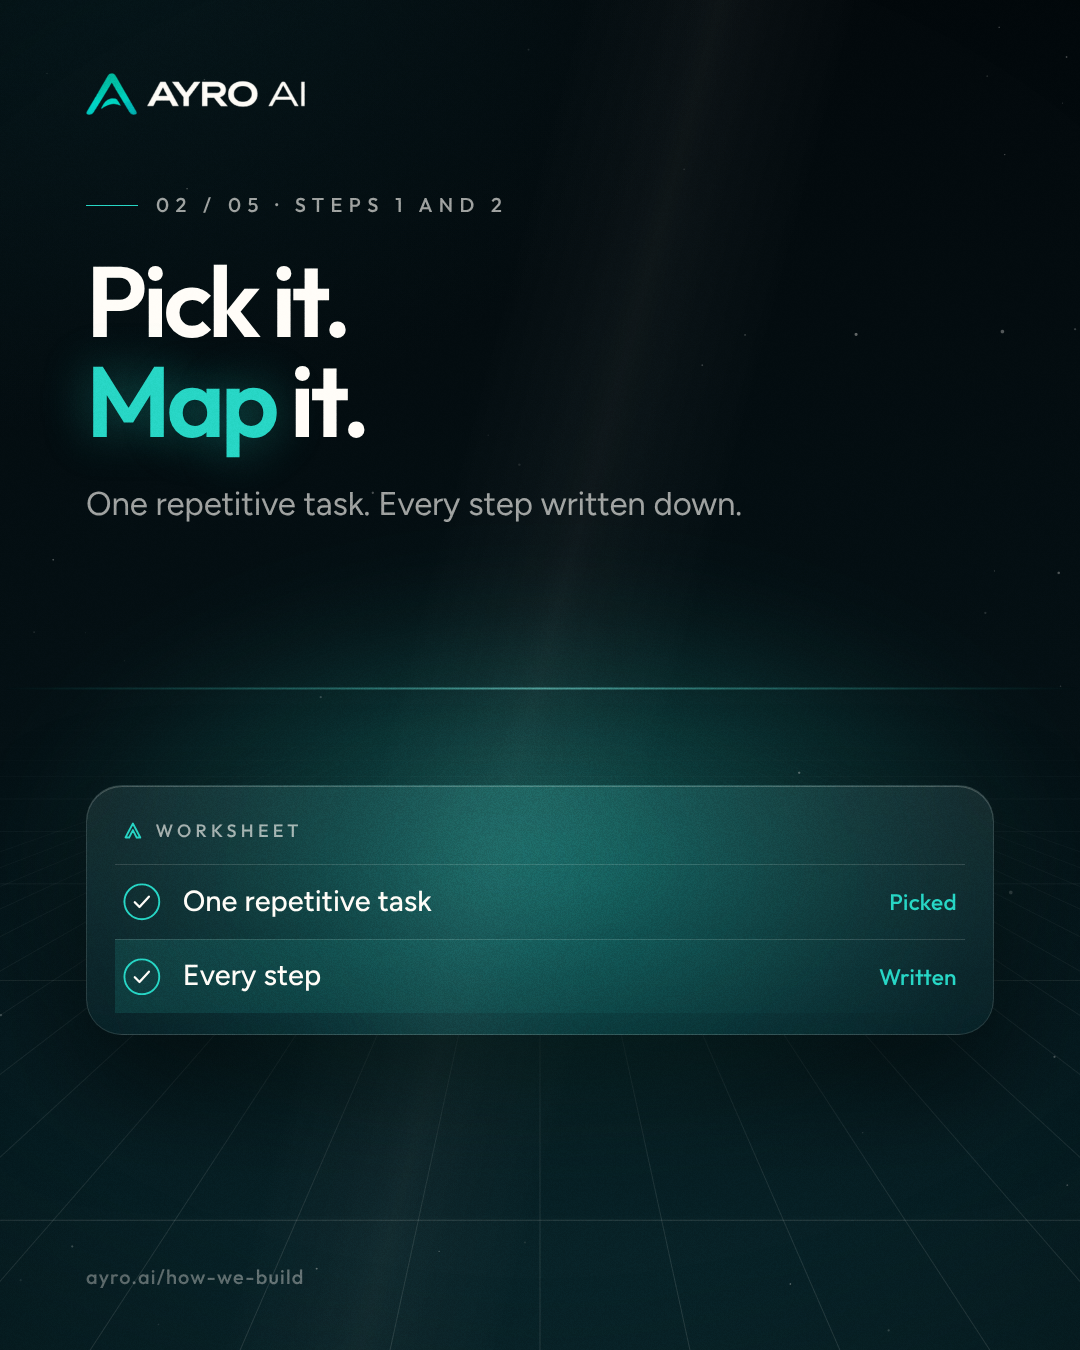 AYRO AI
02 / 05 · STEPS 1 AND 2
Pick it.
Map it.
One repetitive task. Every step written down.
WORKSHEET
One repetitive task Picked
Every step Written
ayro.ai/how-we-build